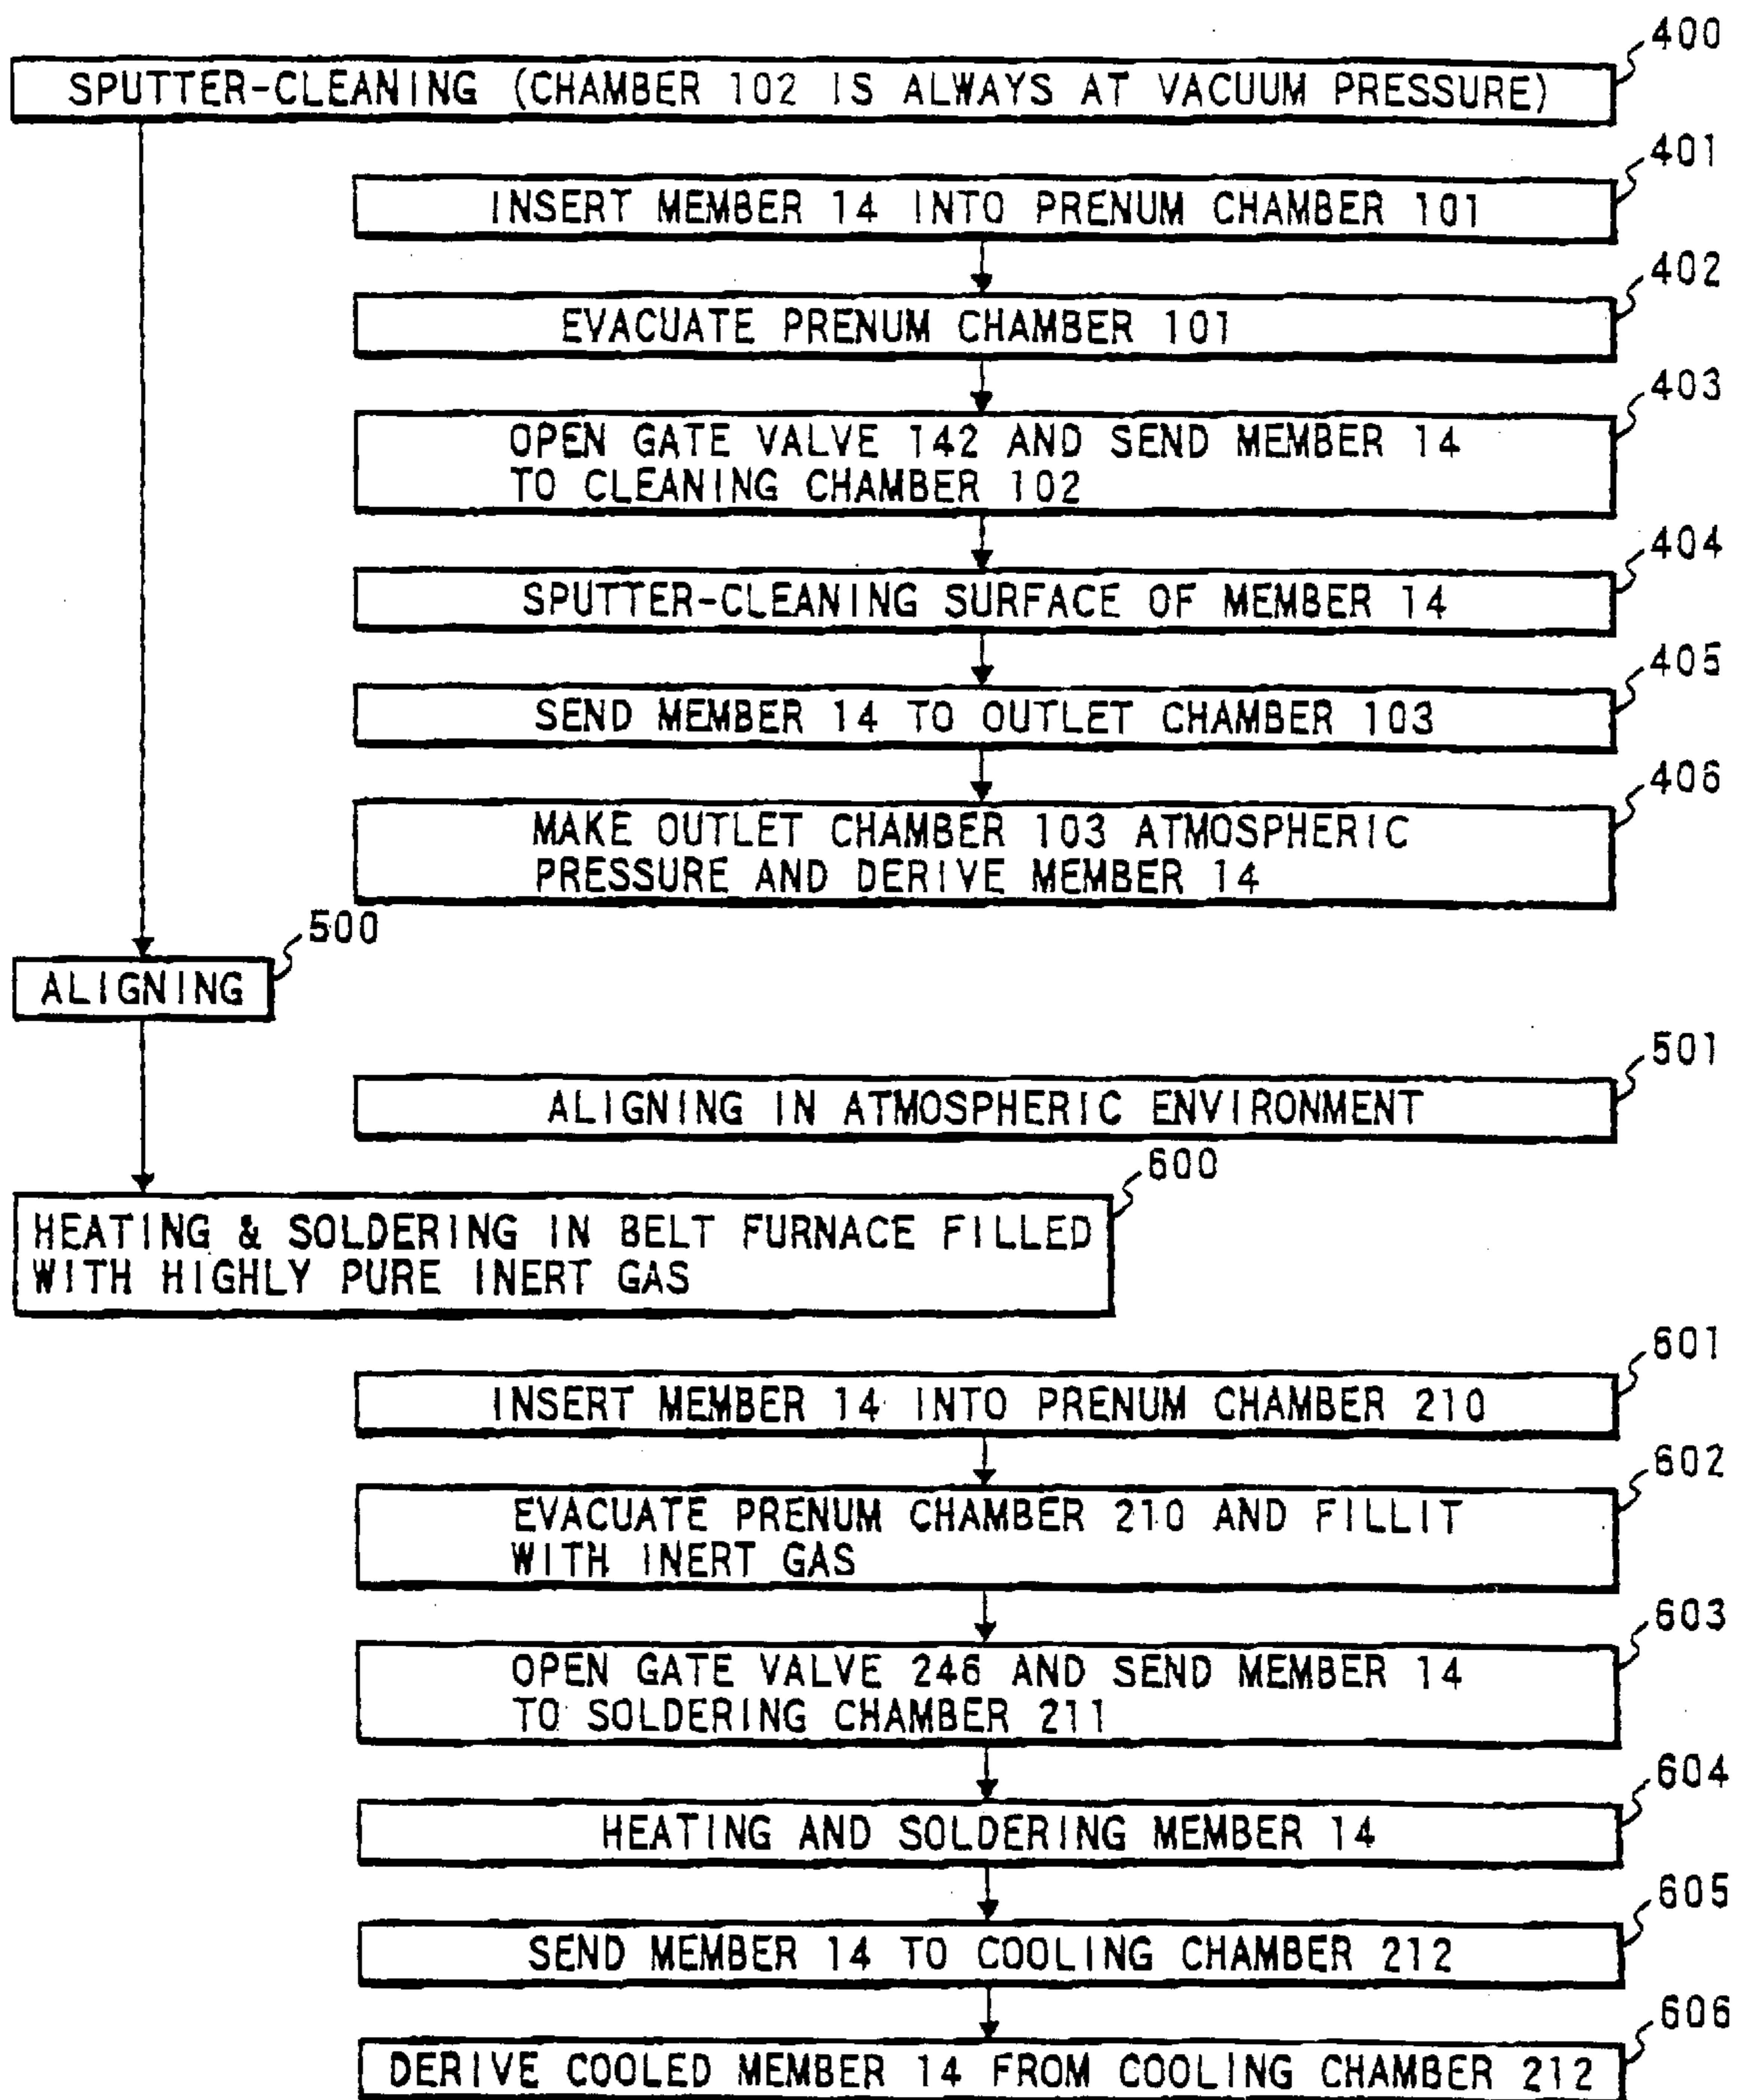 400
SPUTTER-CLEANING (CHAMBER 102 IS ALWAYS AT VACUUM PRESSURE)
401
INSERT MEMBER 14 INTO PRENUM CHAMBER 101
402
EVACUATE PRENUM CHAMBER 101
403
OPEN GATE VALVE 142 AND SEND MEMBER 14
TO CLEANING CHAMBER 102
404
SPUTTER-CLEANING SURFACE OF MEMBER 14
405
SEND MEMBER 14 TO OUTLET CHAMBER 103
406
MAKE OUTLET CHAMBER 103 ATMOSPHERIC
PRESSURE AND DERIVE MEMBER 14
500
ALIGNING
501
ALIGNING IN ATMOSPHERIC ENVIRONMENT
600
HEATING & SOLDERING IN BELT FURNACE FILLED
WITH HIGHLY PURE INERT GAS
601
INSERT MEMBER 14 INTO PRENUM CHAMBER 210
602
EVACUATE PRENUM CHAMBER 210 AND FILLIT
WITH INERT GAS
603
OPEN GATE VALVE 246 AND SEND MEMBER 14
TO SOLDERING CHAMBER 211
604
HEATING AND SOLDERING MEMBER 14
605
SEND MEMBER 14 TO COOLING CHAMBER 212
606
DERIVE COOLED MEMBER 14 FROM COOLING CHAMBER 212